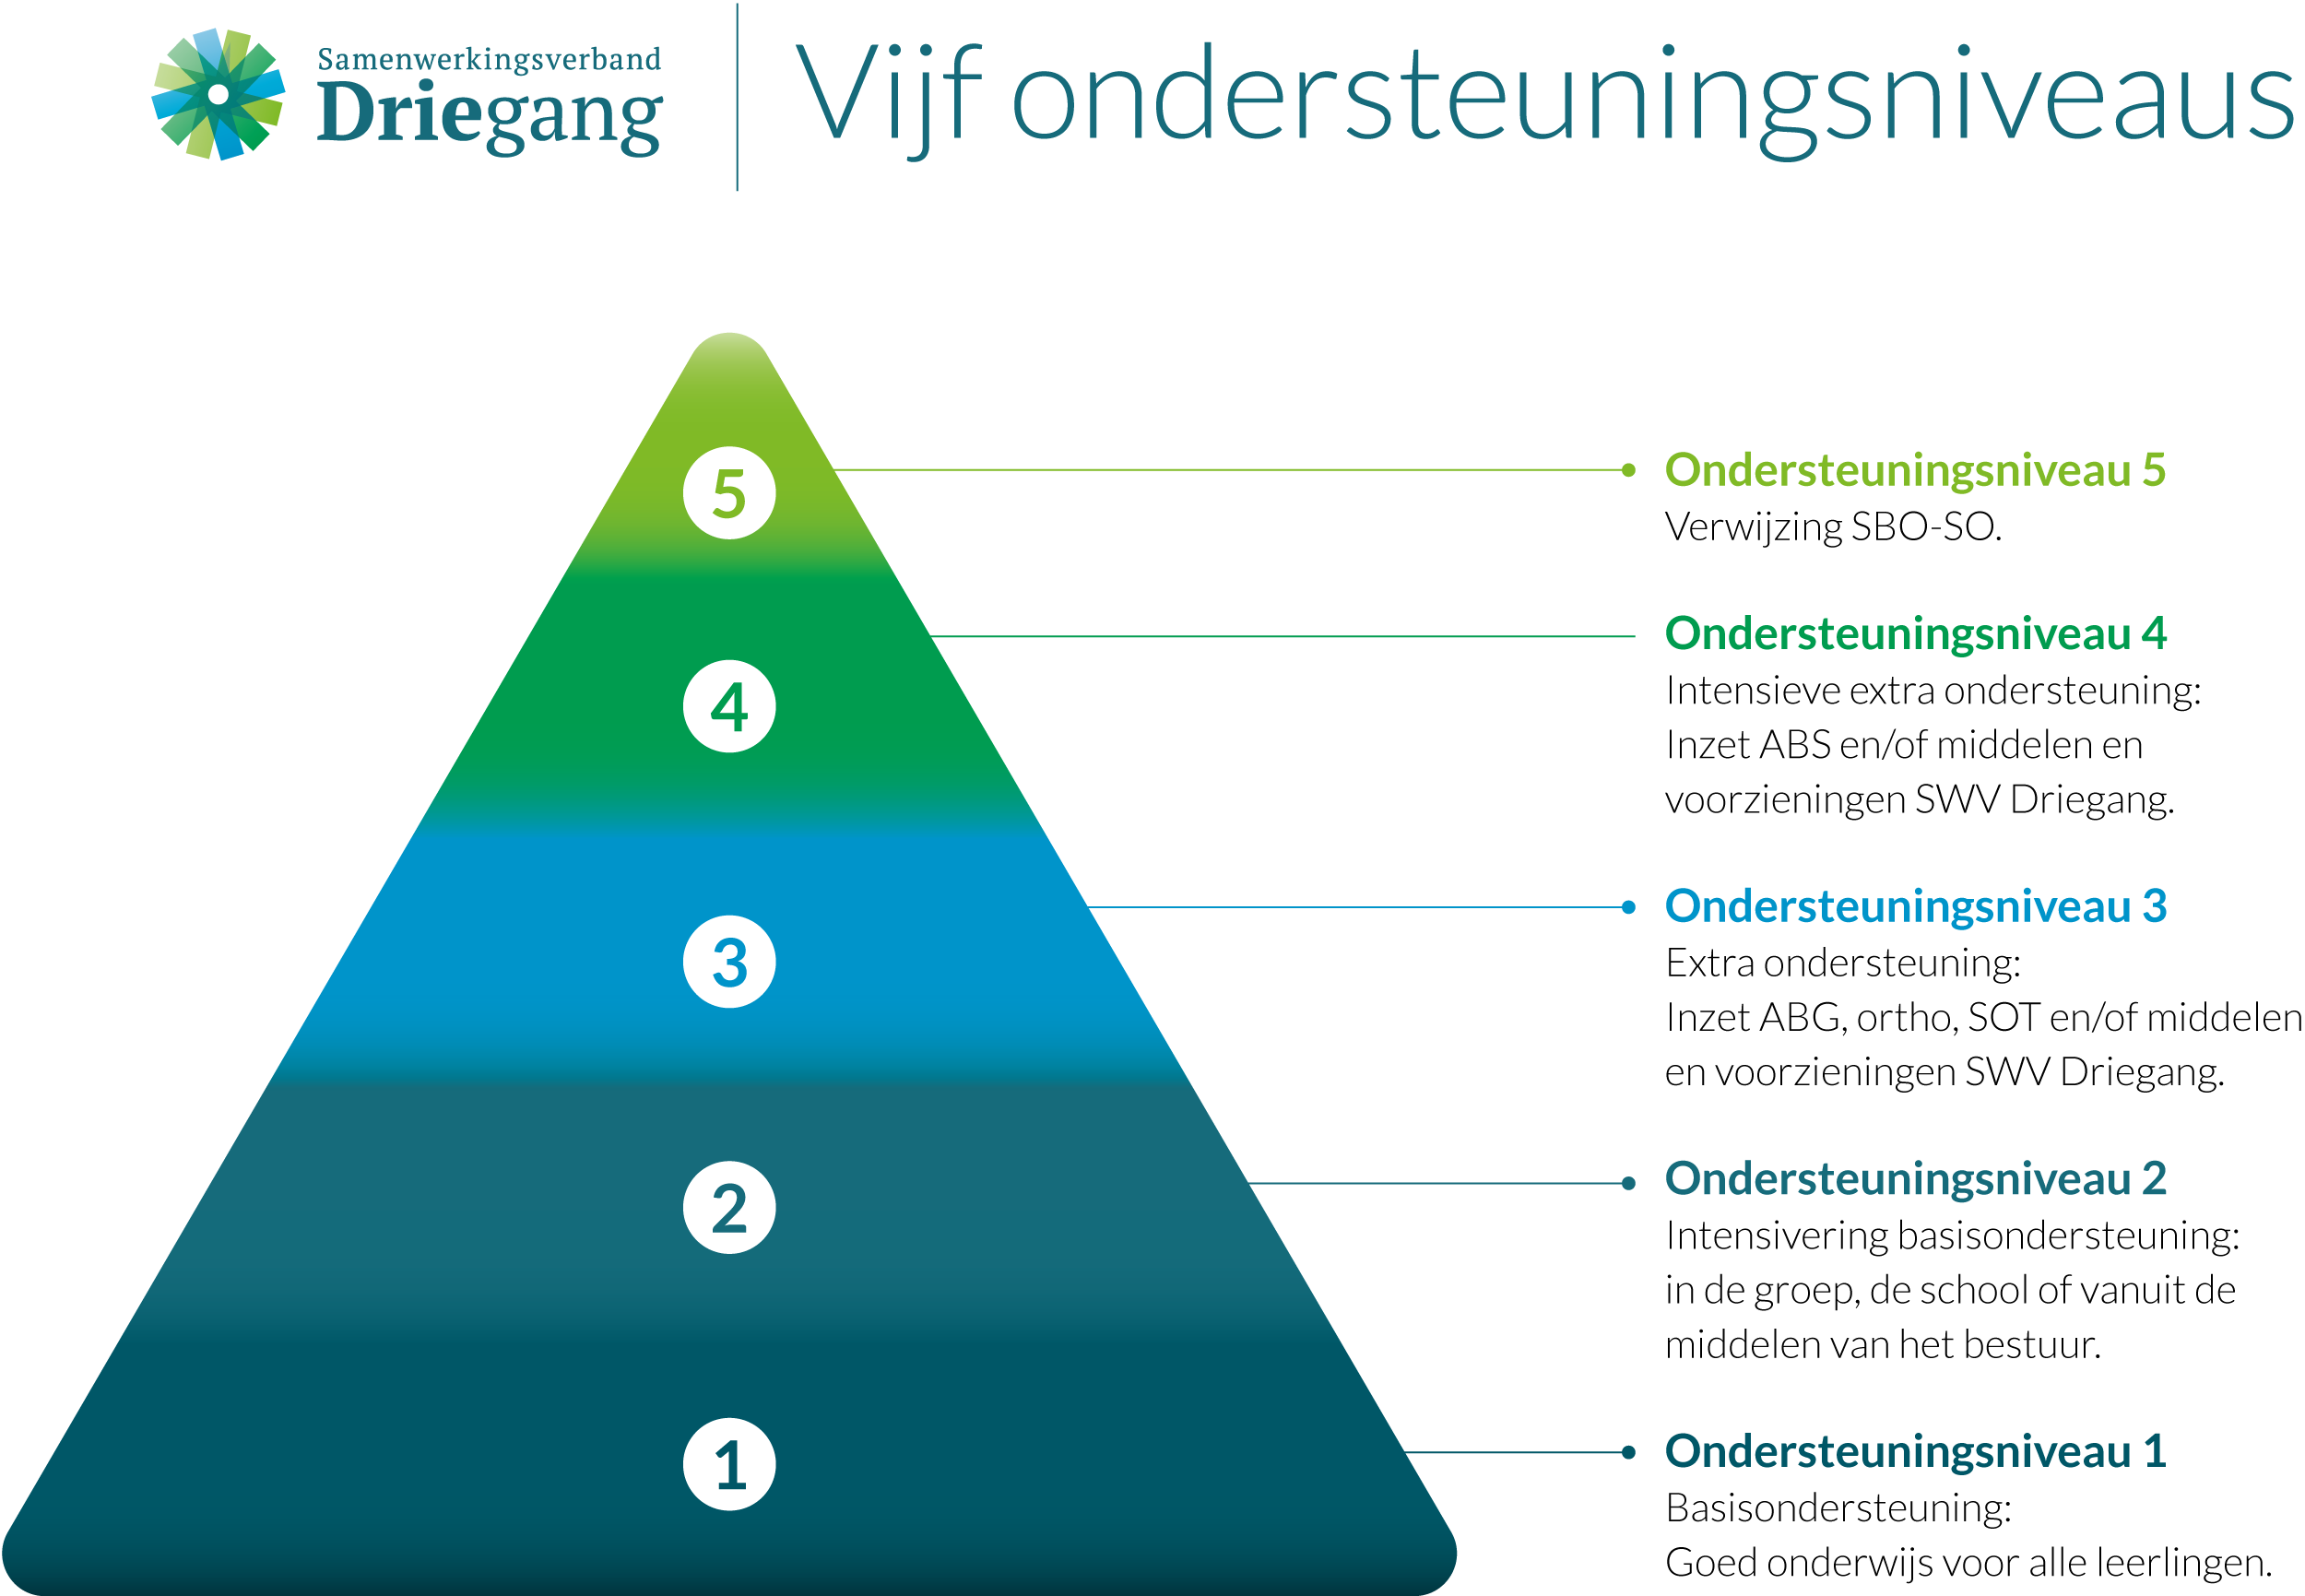 Samenwerkingsverband
Driegang
Vijf ondersteuningsniveaus
5
Ondersteuningsniveau 5
Verwijzing SBO-SO.
4
Ondersteuningsniveau 4
Intensieve extra ondersteuning:
Inzet ABS en/of middelen en
voorzieningen SWV Driegang.
3
Ondersteuningsniveau 3
Extra ondersteuning:
Inzet ABG, ortho, SOT en/of middelen
en voorzieningen SWV Driegang.
2
Ondersteuningsniveau 2
Intensivering basisondersteuning:
in de groep, de school of vanuit de
middelen van het bestuur.
1
Ondersteuningsniveau 1
Basisondersteuning:
Goed onderwijs voor alle leerlingen.